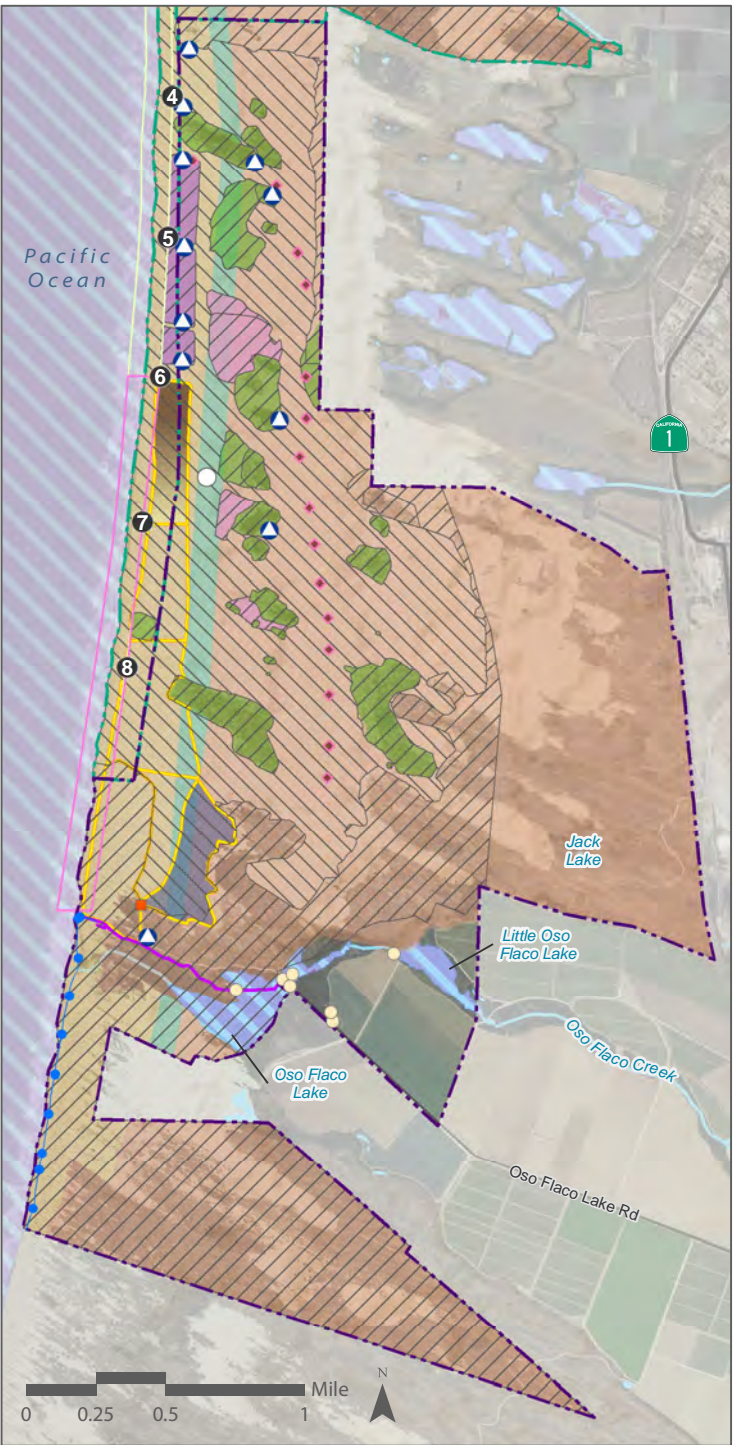 4
5
Pacific
Ocean
6
CALIFORNIA
1
7
8
Jack
Lake
Little Oso
Flaco Lake
Oso Flaco Creek
Oso Flaco
Lake
Oso Flaco Lake Rd
N
Mile
0 0.25 0.5 1